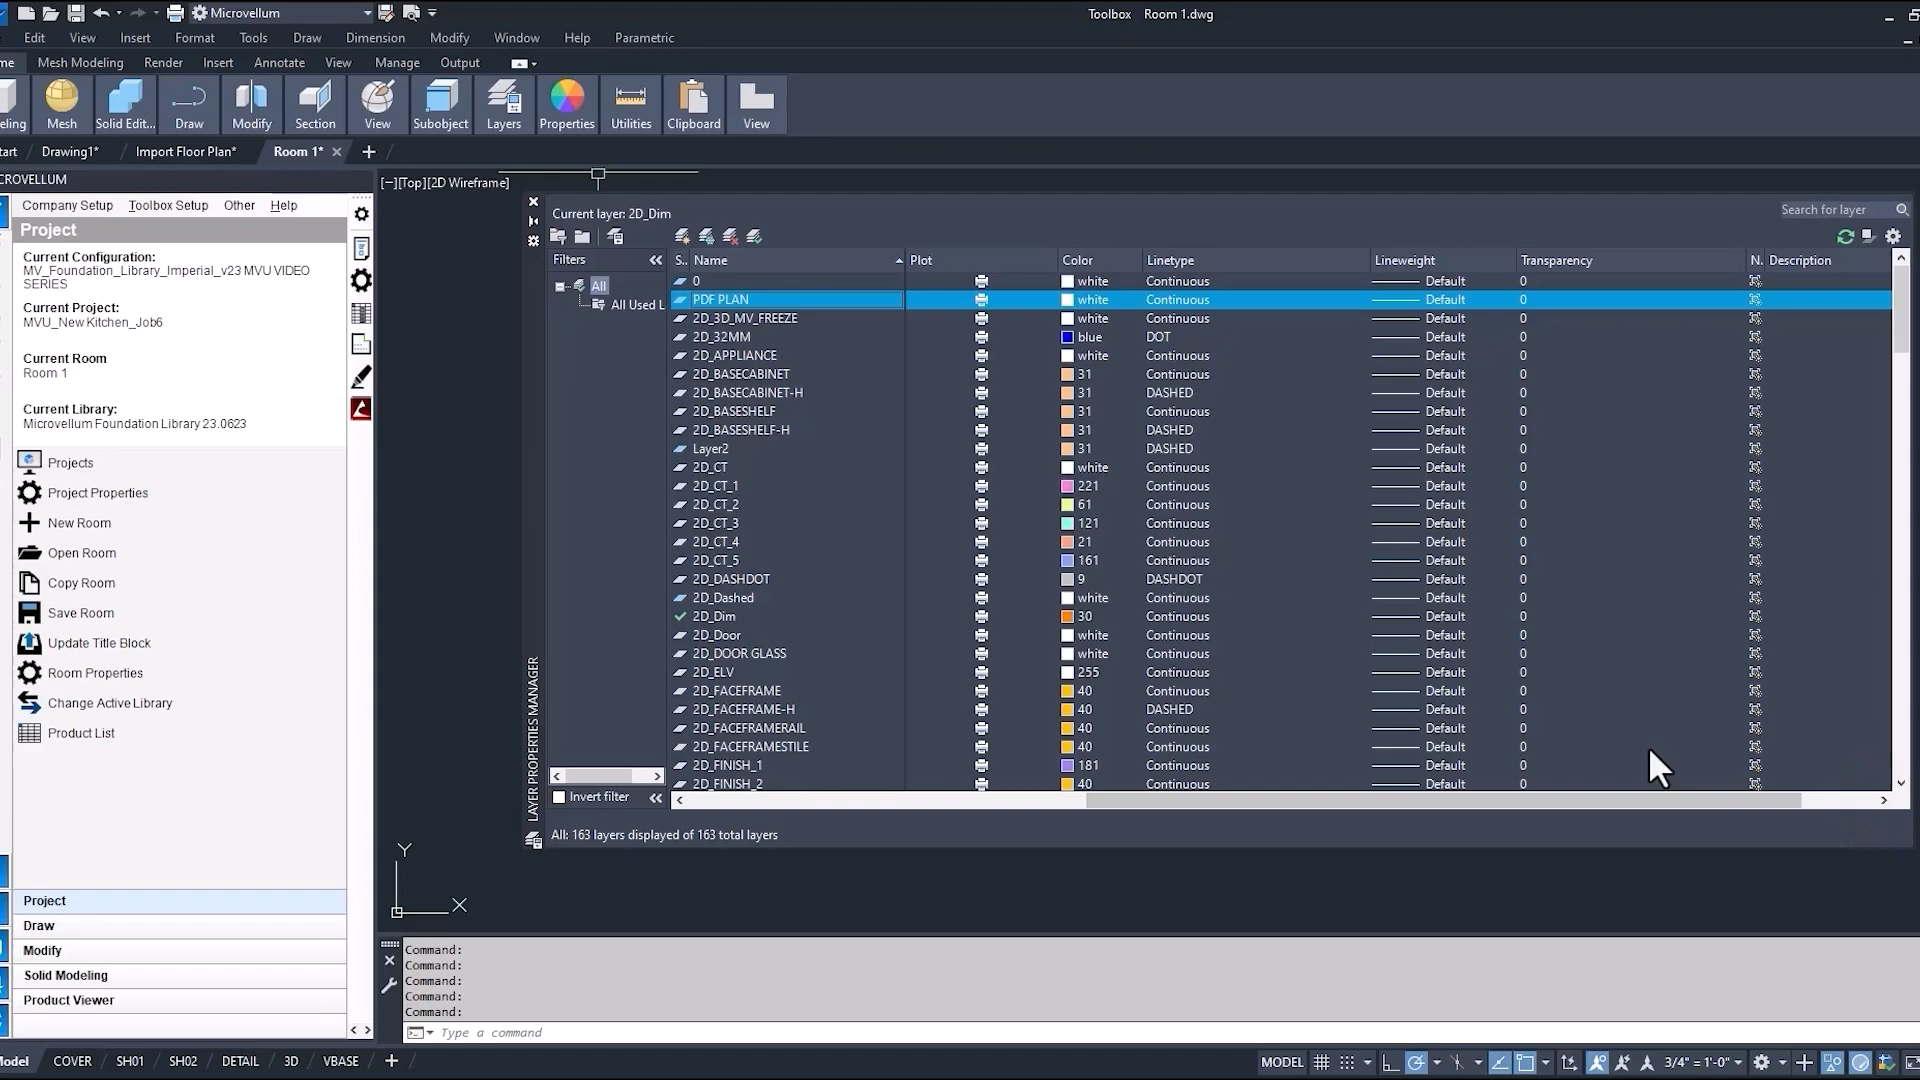 Microvellum
Toolbox Room 1.dwg
Edit View Insert Format Tools Draw Dimension Modify Window Help Parametric
me Mesh Modeling Render Insert Annotate View Manage Output
eling Mesh Solid Edit... Draw Modify Section View Subobject Layers Properties Utilities Clipboard View
tart Drawing1* Import Floor Plan* Room 1*
CROVELLUM
Company Setup Toolbox Setup Other Help
Project
Current Configuration:
MV_Foundation_Library_Imperial_v23 MVU VIDEO
SERIES
Current Project:
MVU_New Kitchen_Job6
Current Room
Room 1
Current Library:
Microvellum Foundation Library 23.0623
Projects
Project Properties
New Room
Open Room
Copy Room
Save Room
Update Title Block
Room Properties
Change Active Library
Product List
Project
Draw
Modify
Solid Modeling
Product Viewer
[−][Top][2D Wireframe]
Current layer: 2D_Dim
Search for layer
Filters
All
All Used L
Invert filter
LAYER PROPERTIES MANAGER
S.. Name Plot Color Linetype Lineweight Transparency N. Description
0 white Continuous Default 0
PDF PLAN white Continuous Default 0
2D_3D_MV_FREEZE white Continuous Default 0
2D_32MM blue DOT Default 0
2D_APPLIANCE white Continuous Default 0
2D_BASECABINET 31 Continuous Default 0
2D_BASECABINET-H 31 DASHED Default 0
2D_BASESHELF 31 Continuous Default 0
2D_BASESHELF-H 31 DASHED Default 0
Layer2 31 DASHED Default 0
2D_CT white Continuous Default 0
2D_CT_1 221 Continuous Default 0
2D_CT_2 61 Continuous Default 0
2D_CT_3 121 Continuous Default 0
2D_CT_4 21 Continuous Default 0
2D_CT_5 161 Continuous Default 0
2D_DASHDOT 9 DASHDOT Default 0
2D_Dashed white Continuous Default 0
2D_Dim 30 Continuous Default 0
2D_Door white Continuous Default 0
2D_DOOR GLASS white Continuous Default 0
2D_ELV 255 Continuous Default 0
2D_FACEFRAME 40 Continuous Default 0
2D_FACEFRAME-H 40 DASHED Default 0
2D_FACEFRAMERAIL 40 Continuous Default 0
2D_FACEFRAMESTILE 40 Continuous Default 0
2D_FINISH_1 181 Continuous Default 0
2D_FINISH_2 40 Continuous Default 0
All: 163 layers displayed of 163 total layers
Y
X
Command:
Command:
Command:
Command:
Command:
Type a command
Model COVER SH01 SH02 DETAIL 3D VBASE
MODEL 3/4" = 1'-0"